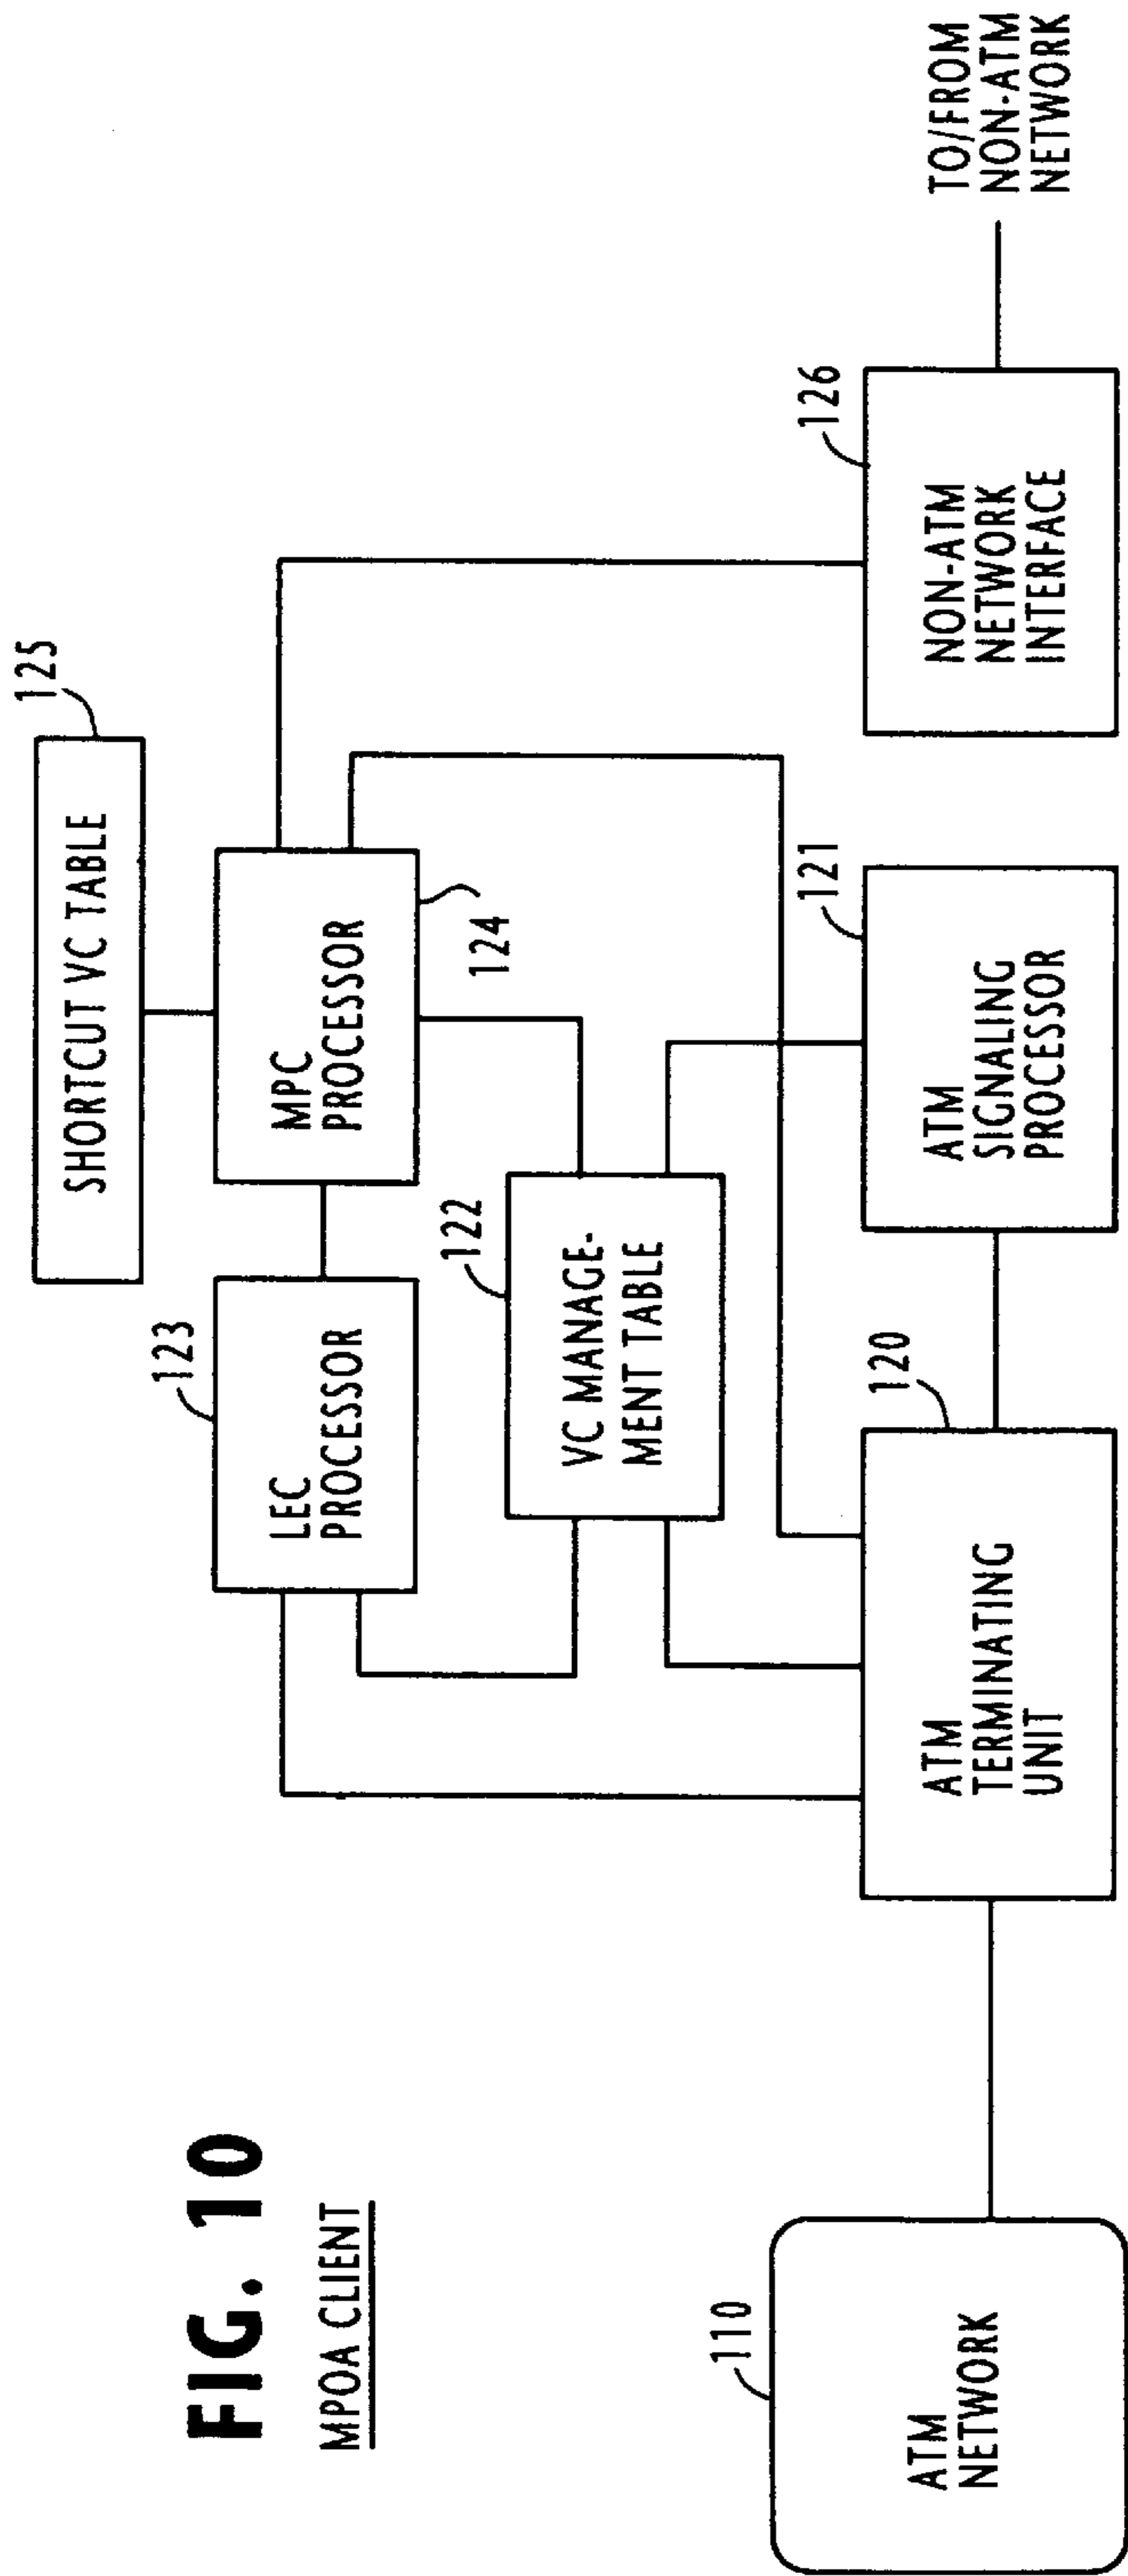 FIG. 10
MPOA CLIENT
SHORTCUT VC TABLE
125
LEC
PROCESSOR
123
MPC
PROCESSOR
124
VC MANAGE-
MENT TABLE
122
ATM
NETWORK
110
ATM
TERMINATING
UNIT
120
ATM
SIGNALING
PROCESSOR
121
NON-ATM
NETWORK
INTERFACE
126
TO/FROM
NON-ATM
NETWORK